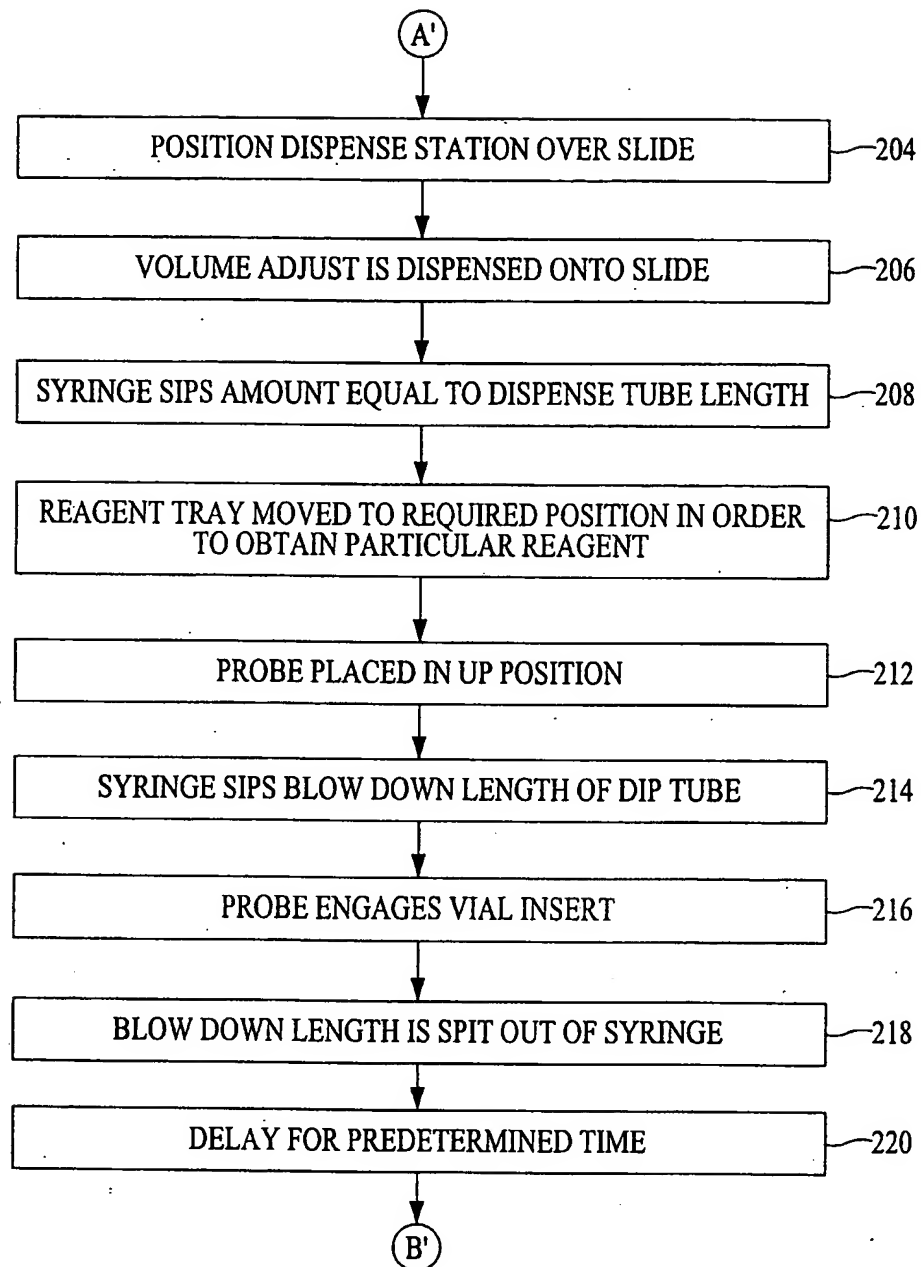 A'
POSITION DISPENSE STATION OVER SLIDE
204
VOLUME ADJUST IS DISPENSED ONTO SLIDE
206
SYRINGE SIPS AMOUNT EQUAL TO DISPENSE TUBE LENGTH
208
REAGENT TRAY MOVED TO REQUIRED POSITION IN ORDER
TO OBTAIN PARTICULAR REAGENT
210
PROBE PLACED IN UP POSITION
212
SYRINGE SIPS BLOW DOWN LENGTH OF DIP TUBE
214
PROBE ENGAGES VIAL INSERT
216
BLOW DOWN LENGTH IS SPIT OUT OF SYRINGE
218
DELAY FOR PREDETERMINED TIME
220
B'